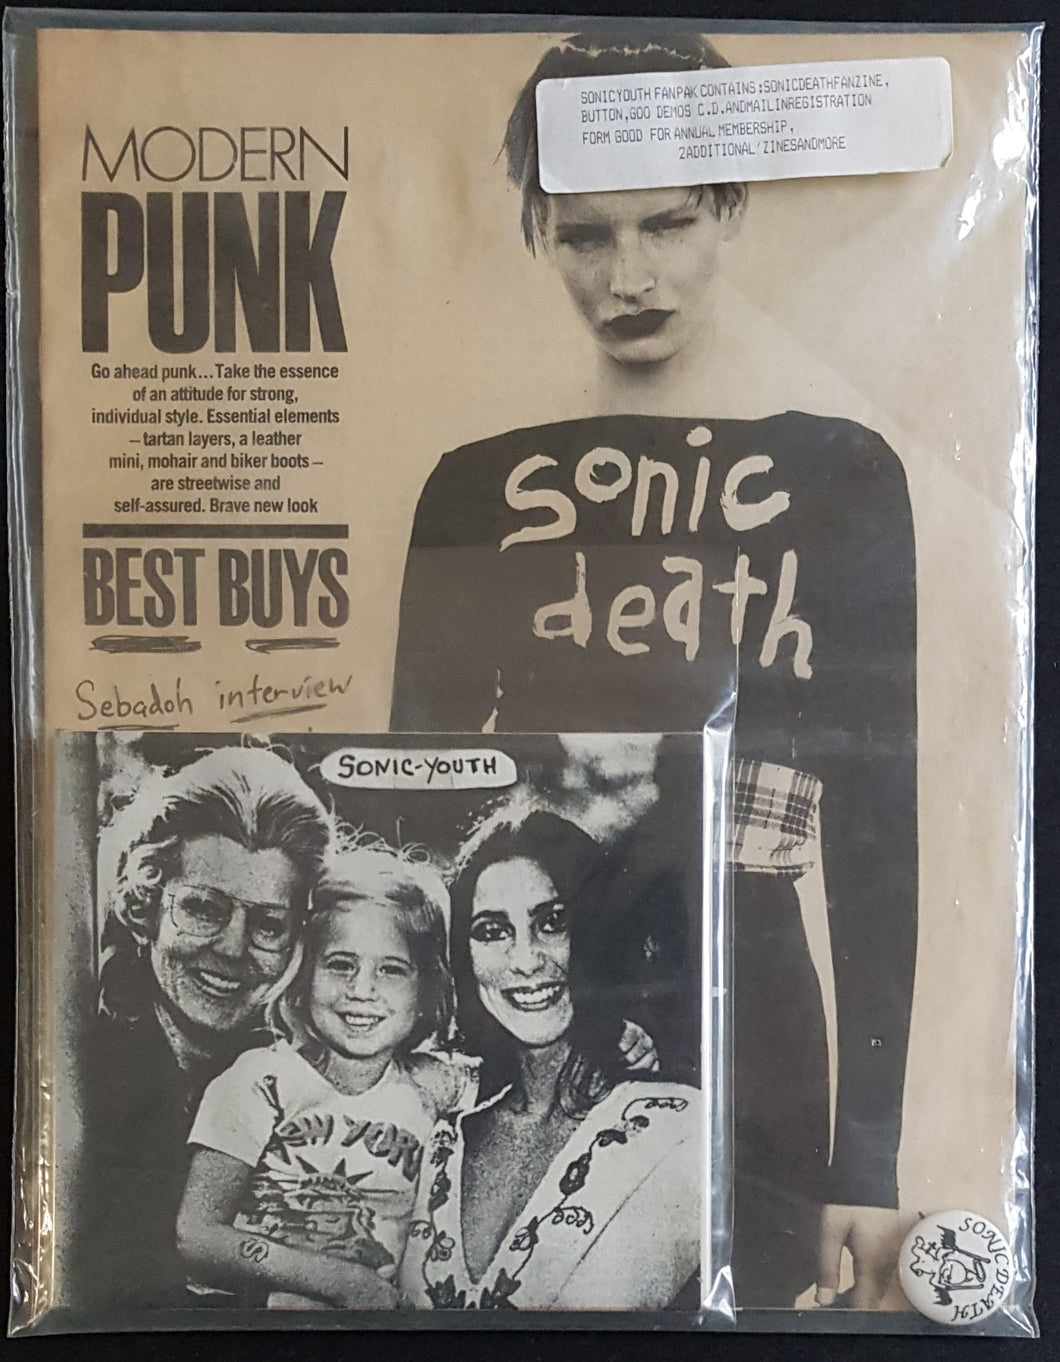 SONICYOUTH FANPAK CONTAINS:SONICDEATHFANZINE,
BUTTON,GOO DEMOS C.D.ANDMAILINREGISTRATION
FORM GOOD FOR ANNUAL MEMBERSHIP,
2ADDITIONAL'ZINESANDMORE
MODERN
PUNK
Go ahead punk...Take the essence
of an attitude for strong,
individual style. Essential elements
– tartan layers, a leather
mini, mohair and biker boots –
are streetwise and
self-assured. Brave new look
BEST BUYS
Sebadoh interview
sonic
death
SONIC-YOUTH
NEW YORK
SONIC DEATH